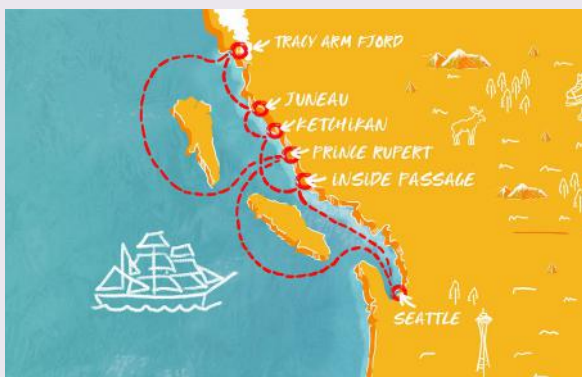 TRACY ARM FJORD
JUNEAU
KETCHIKAN
PRINCE RUPERT
INSIDE PASSAGE
SEATTLE